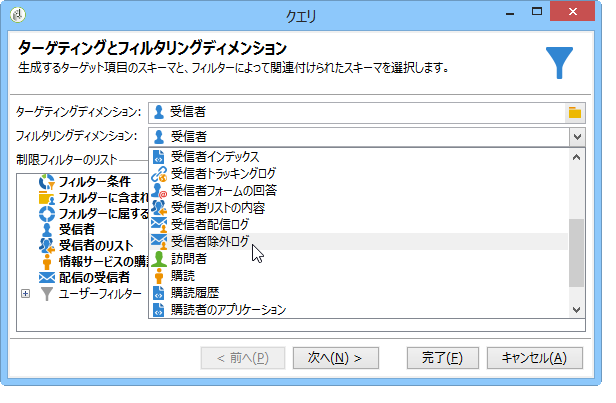 クエリ
ターゲティングとフィルタリングディメンション
生成するターゲット項目のスキーマと、フィルターによって関連付けられたスキーマを選択します。
ターゲティングディメンション: 受信者
フィルタリングディメンション: 受信者
制限フィルターのリスト
受信者インデックス
受信者トラッキングログ
受信者フォームの回答
受信者リストの内容
受信者配信ログ
受信者除外ログ
訪問者
購読
購読履歴
購読者のアプリケーション
フィルター条件
フォルダーに含まれ
フォルダーに属する
受信者
受信者のリスト
情報サービスの購
配信の受信者
ユーザーフィルター
< 前へ(P)
次へ(N) >
完了(F)
キャンセル(A)